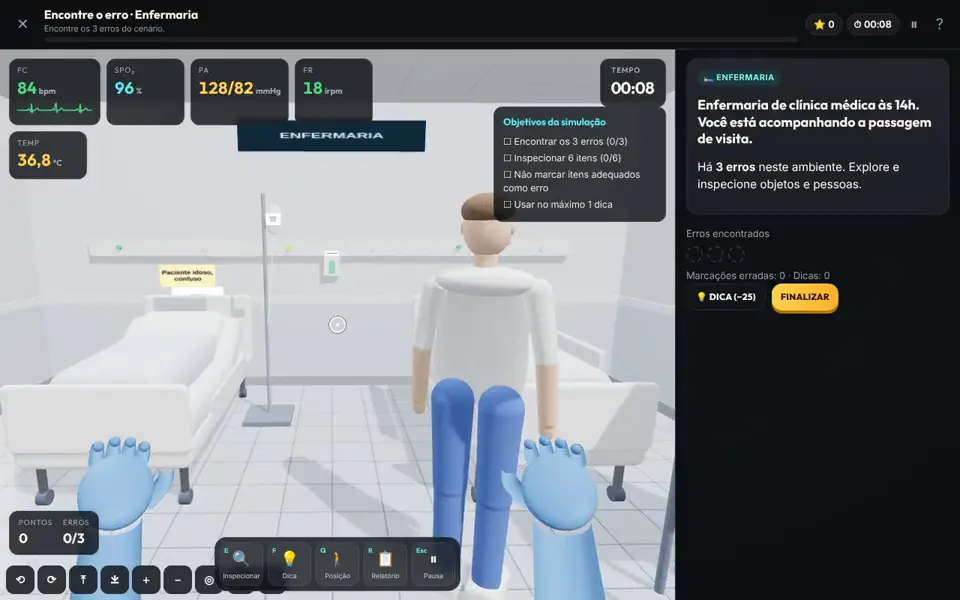 Encontre o erro · Enfermaria
Encontre os 3 erros do cenário.
0
00:08
?
FC
84 bpm
SPO₂
96 %
PA
128/82 mmHg
FR
18 irpm
TEMP
36,8 °C
TEMPO
00:08
Objetivos da simulação
☐ Encontrar os 3 erros (0/3)
☐ Inspecionar 6 itens (0/6)
☐ Não marcar itens adequados
como erro
☐ Usar no máximo 1 dica
ENFERMARIA
Paciente idoso,
confuso
PONTOS
0
ERROS
0/3
E
Inspecionar
F
Dica
Q
Posição
R
Relatório
Esc
Pausa
ENFERMARIA
Enfermaria de clínica médica às 14h.
Você está acompanhando a passagem
de visita.
Há 3 erros neste ambiente. Explore e
inspecione objetos e pessoas.
Erros encontrados
Marcações erradas: 0 · Dicas: 0
DICA (−25)
FINALIZAR